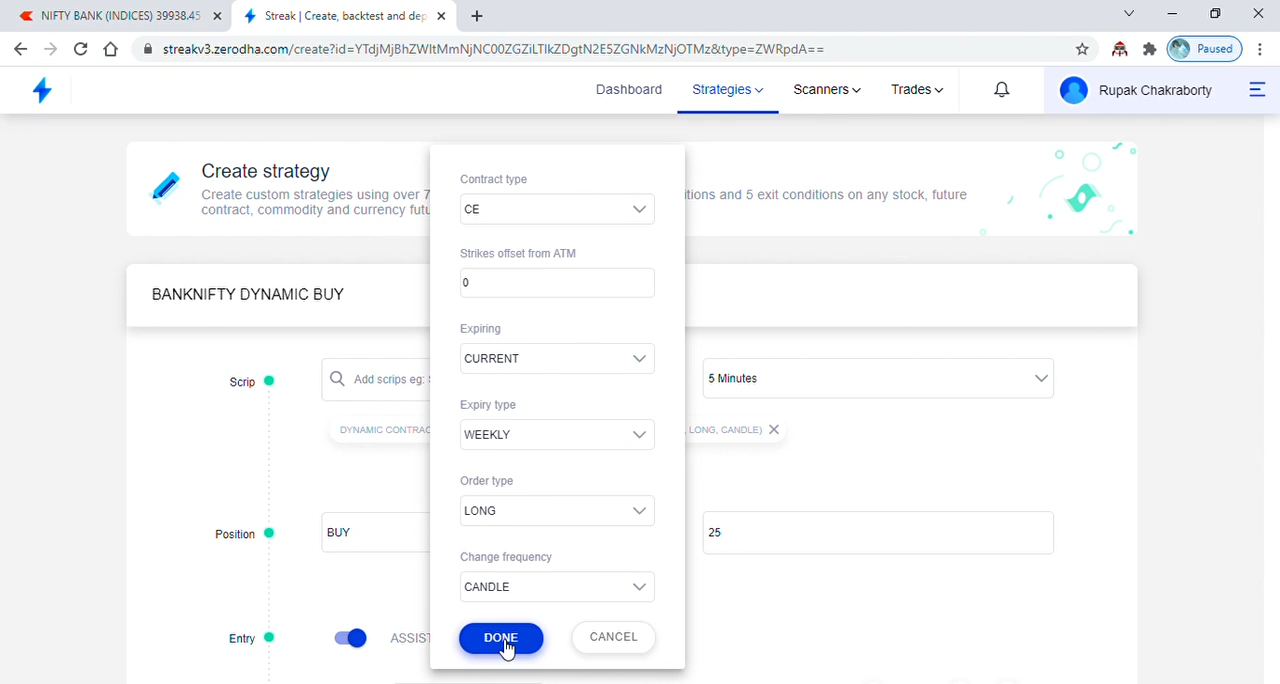 NIFTY BANK (INDICES) 39938.45
Streak | Create, backtest and dep
streakv3.zerodha.com/create?id=YTdjMjBhZWItMmNjNC00ZGZiLTlkZDgtN2E5ZGNkMzNjOTMz&type=ZWRpdA==
Paused
Dashboard
Strategies
Scanners
Trades
Rupak Chakraborty
Create strategy
Create custom strategies using over 7
itions and 5 exit conditions on any stock, future
contract, commodity and currency futu
BANKNIFTY DYNAMIC BUY
Contract type
CE
Strikes offset from ATM
0
Expiring
CURRENT
Expiry type
WEEKLY
Order type
LONG
Change frequency
CANDLE
DONE
CANCEL
Scrip
Add scrips eg:
5 Minutes
DYNAMIC CONTRAC
, LONG, CANDLE)
Position
BUY
25
Entry
ASSIST